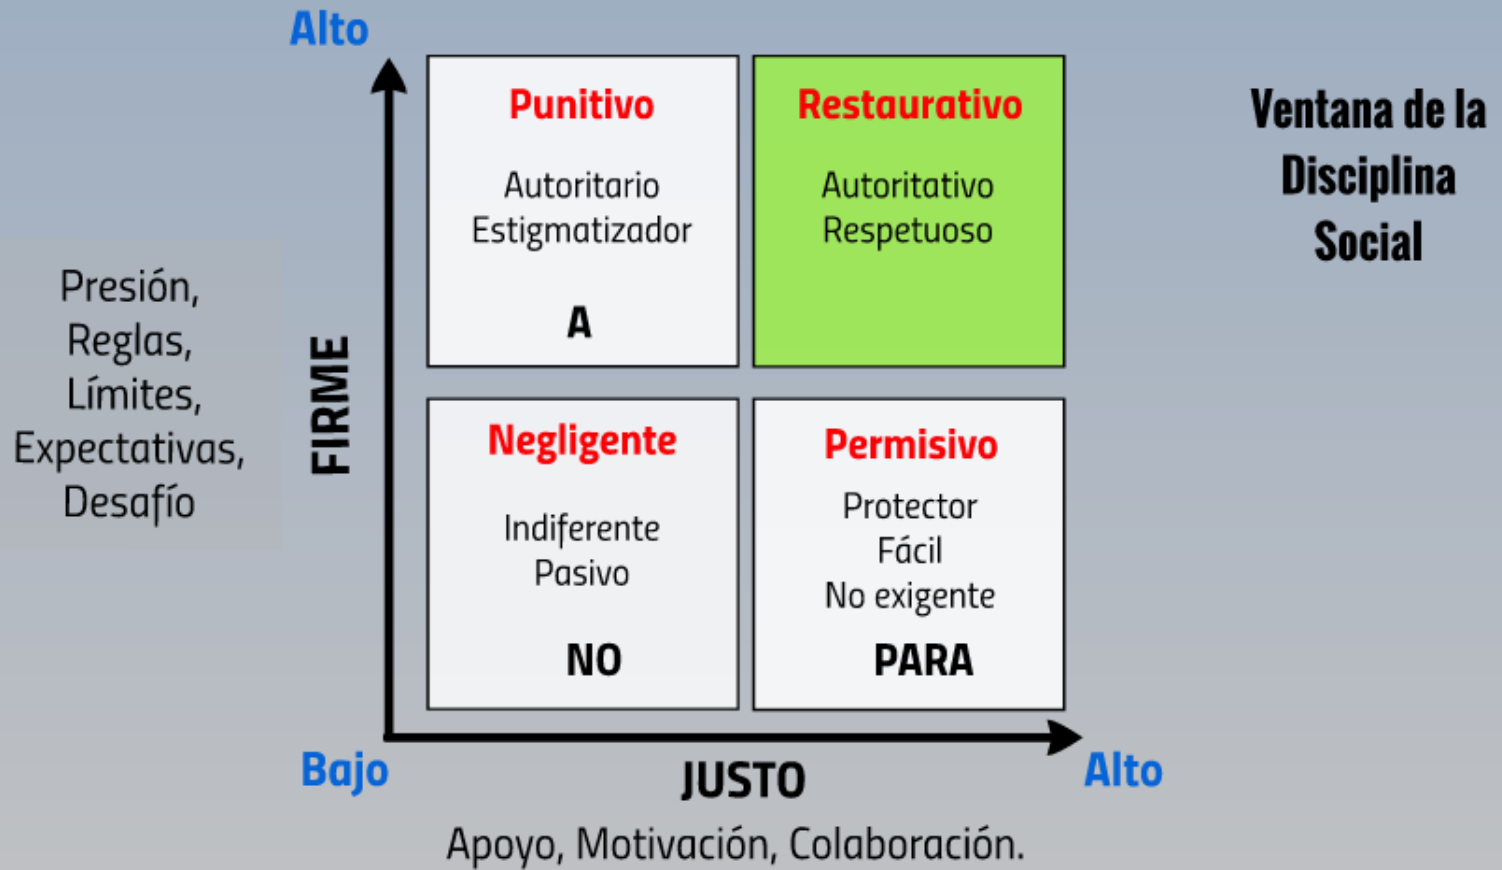 Alto
Ventana de la
Disciplina
Social
Punitivo
Autoritario
Estigmatizador
A
Restaurativo
Autoritativo
Respetuoso
Presión,
Reglas,
Límites,
Expectativas,
Desafío
FIRME
Negligente
Indiferente
Pasivo
NO
Permisivo
Protector
Fácil
No exigente
PARA
Bajo
JUSTO
Alto
Apoyo, Motivación, Colaboración.